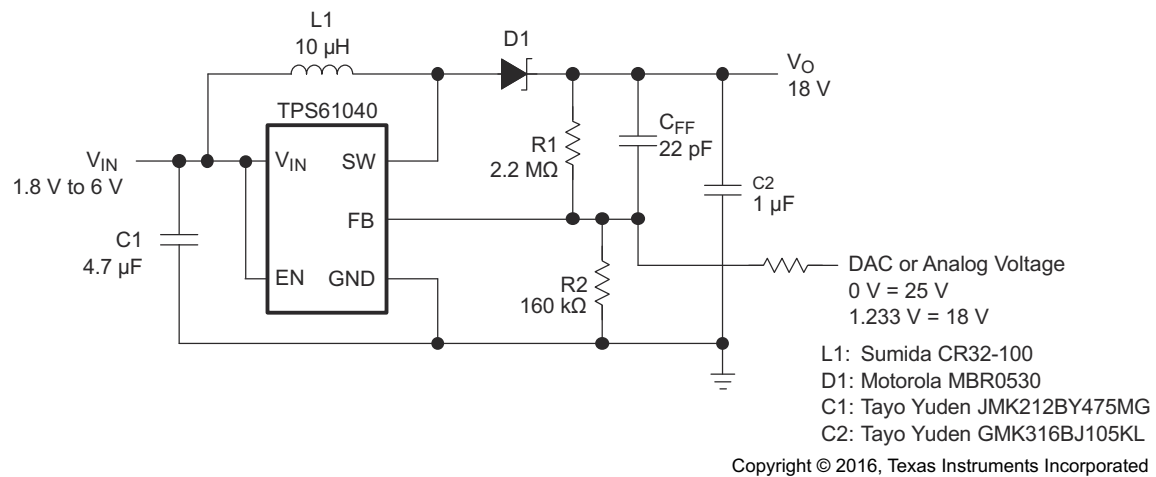 L1
10 µH
D1
VO
18 V
TPS61040
VIN
1.8 V to 6 V
VIN
SW
R1
2.2 MΩ
CFF
22 pF
C2
1 µF
FB
C1
4.7 µF
EN
GND
R2
160 kΩ
DAC or Analog Voltage
0 V = 25 V
1.233 V = 18 V
L1: Sumida CR32-100
D1: Motorola MBR0530
C1: Tayo Yuden JMK212BY475MG
C2: Tayo Yuden GMK316BJ105KL
Copyright © 2016, Texas Instruments Incorporated